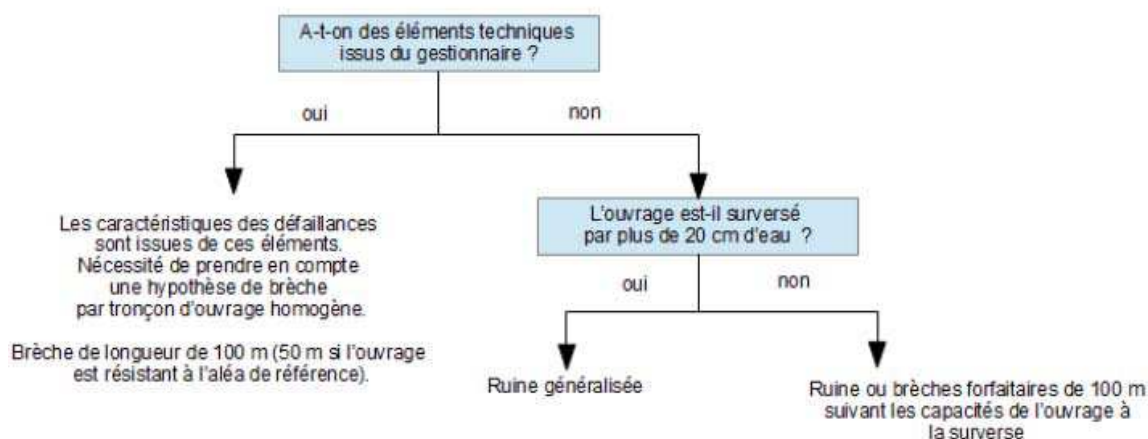 A-t-on des éléments techniques
issus du gestionnaire ?
oui
non
Les caractéristiques des défaillances
sont issues de ces éléments.
Nécessité de prendre en compte
une hypothèse de brèche
par tronçon d'ouvrage homogène.
Brèche de longueur de 100 m (50 m si l'ouvrage
est résistant à l'aléa de référence).
L'ouvrage est-il surversé
par plus de 20 cm d'eau ?
oui
non
Ruine généralisée
Ruine ou brèches forfaitaires de 100 m
suivant les capacités de l'ouvrage à
la surverse